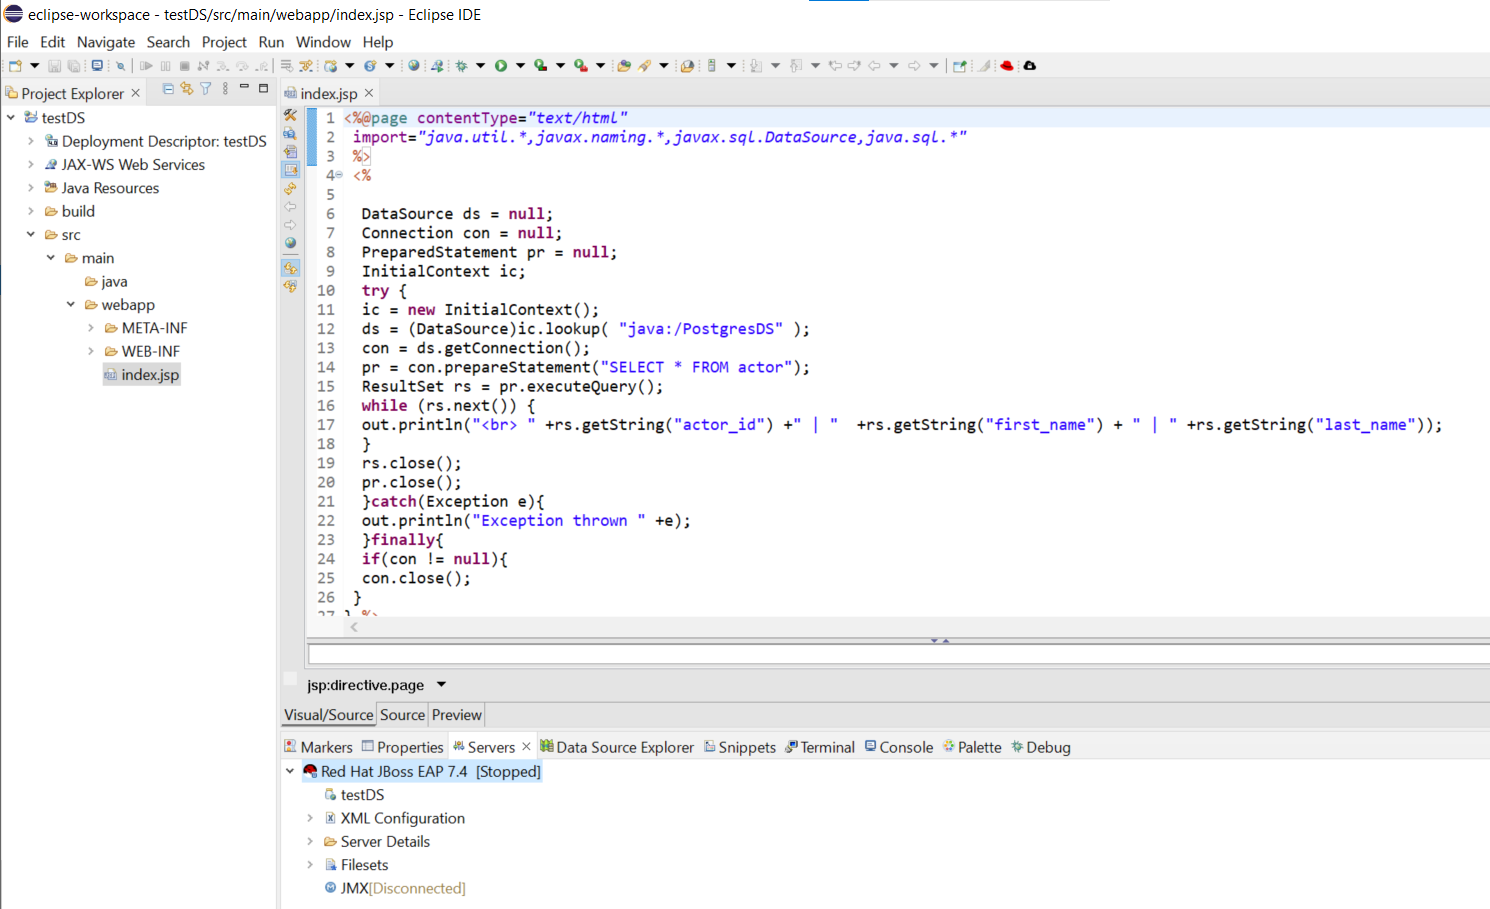 eclipse-workspace - testDS/src/main/webapp/index.jsp - Eclipse IDE
File Edit Navigate Search Project Run Window Help
Project Explorer
testDS
Deployment Descriptor: testDS
JAX-WS Web Services
Java Resources
build
src
main
java
webapp
META-INF
WEB-INF
index.jsp
index.jsp
1 <%@page contentType="text/html"
2 import="java.util.*,javax.naming.*,javax.sql.DataSource,java.sql.*"
3 %>
4 <%
5
6 DataSource ds = null;
7 Connection con = null;
8 PreparedStatement pr = null;
9 InitialContext ic;
10 try {
11 ic = new InitialContext();
12 ds = (DataSource)ic.lookup( "java:/PostgresDS" );
13 con = ds.getConnection();
14 pr = con.prepareStatement("SELECT * FROM actor");
15 ResultSet rs = pr.executeQuery();
16 while (rs.next()) {
17 out.println("<br> " +rs.getString("actor_id") +" | "  +rs.getString("first_name") + " | " +rs.getString("last_name"));
18 }
19 rs.close();
20 pr.close();
21 }catch(Exception e){
22 out.println("Exception thrown " +e);
23 }finally{
24 if(con != null){
25 con.close();
26 }
27 } %>
jsp:directive.page
Visual/Source Source Preview
Markers Properties Servers Data Source Explorer Snippets Terminal Console Palette Debug
Red Hat JBoss EAP 7.4 [Stopped]
testDS
XML Configuration
Server Details
Filesets
JMX[Disconnected]